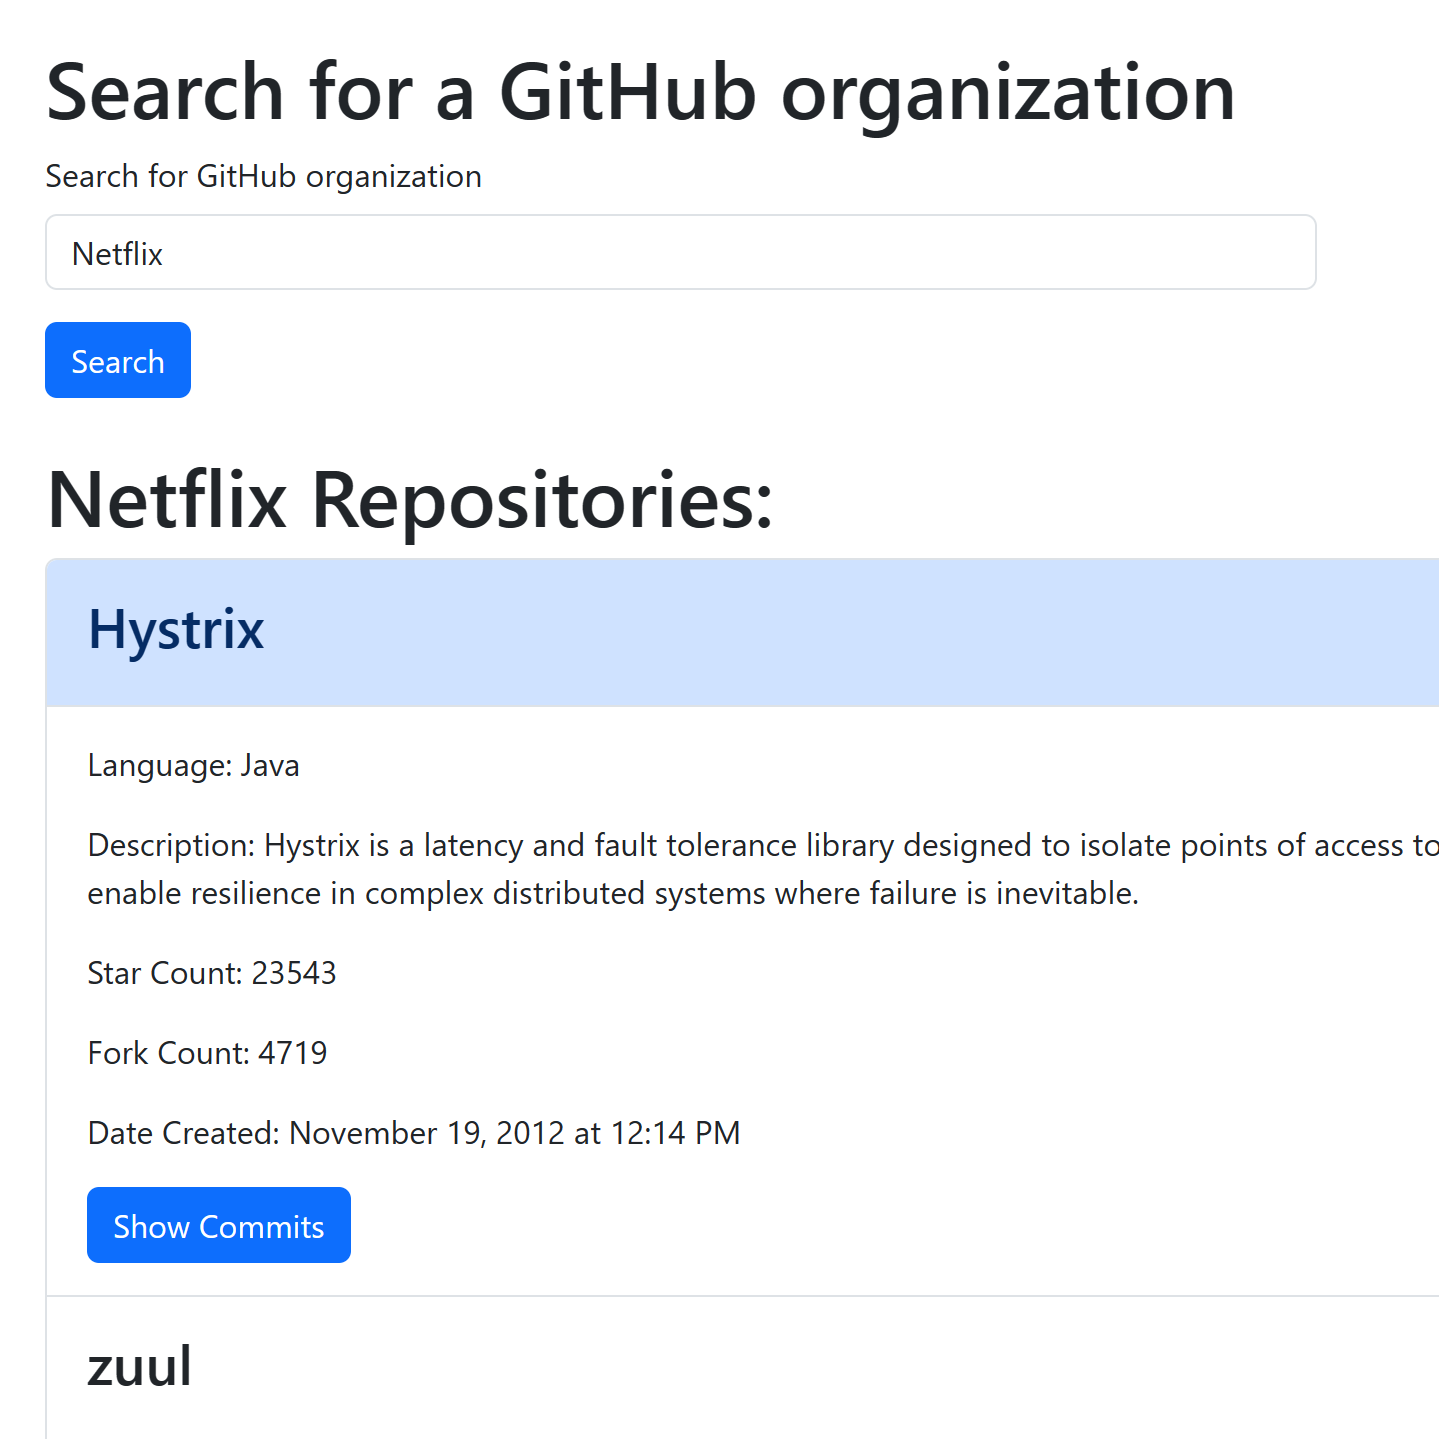 Search for a GitHub organization
Search for GitHub organization
Netflix
Search
Netflix Repositories:
Hystrix
Language: Java
Description: Hystrix is a latency and fault tolerance library designed to isolate points of access to
enable resilience in complex distributed systems where failure is inevitable.
Star Count: 23543
Fork Count: 4719
Date Created: November 19, 2012 at 12:14 PM
Show Commits
zuul